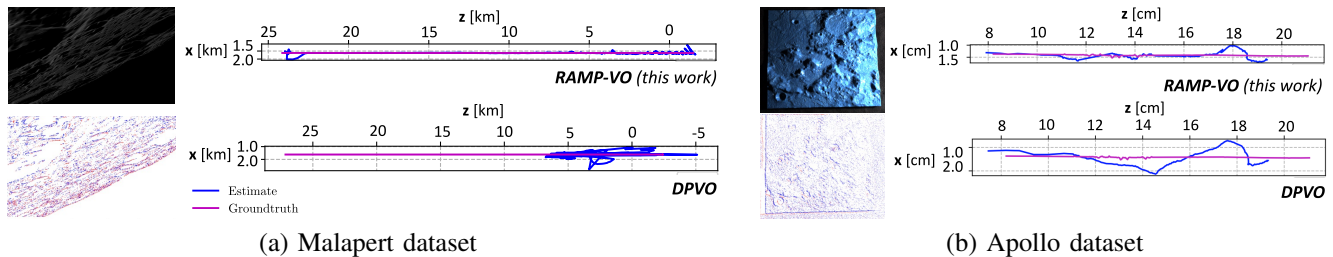 z [km]
25 20 15 10 5 0
x [km] 1.5
2.0
RAMP-VO (this work)
z [km]
25 20 15 10 5 0 -5
x [km] 1.0
2.0
DPVO
Estimate
Groundtruth
(a) Malapert dataset
z [cm]
8 10 12 14 16 18 20
x [cm] 1.0
1.5
RAMP-VO (this work)
z [cm]
8 10 12 14 16 18 20
x [cm] 1.0
2.0
DPVO
(b) Apollo dataset